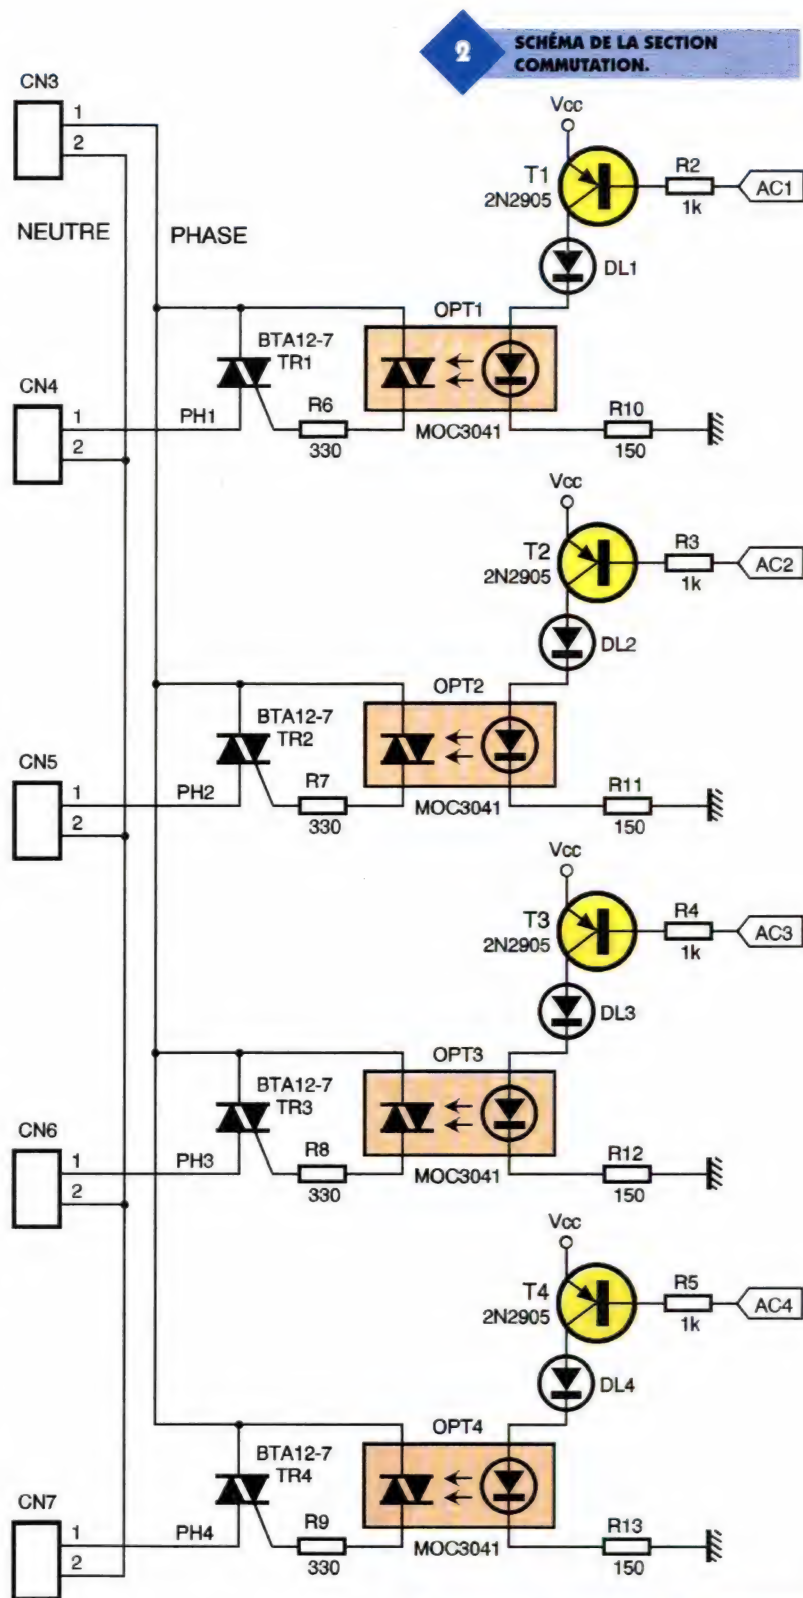 2
SCHÉMA DE LA SECTION
COMMUTATION.
CN3
1
2
NEUTRE
PHASE
Vcc
T1
2N2905
R2
1k
AC1
DL1
OPT1
BTA12-7
TR1
CN4
1
2
PH1
R6
330
MOC3041
R10
150
Vcc
T2
2N2905
R3
1k
AC2
DL2
OPT2
BTA12-7
TR2
CN5
1
2
PH2
R7
330
MOC3041
R11
150
Vcc
T3
2N2905
R4
1k
AC3
DL3
OPT3
BTA12-7
TR3
CN6
1
2
PH3
R8
330
MOC3041
R12
150
Vcc
T4
2N2905
R5
1k
AC4
DL4
OPT4
BTA12-7
TR4
CN7
1
2
PH4
R9
330
MOC3041
R13
150